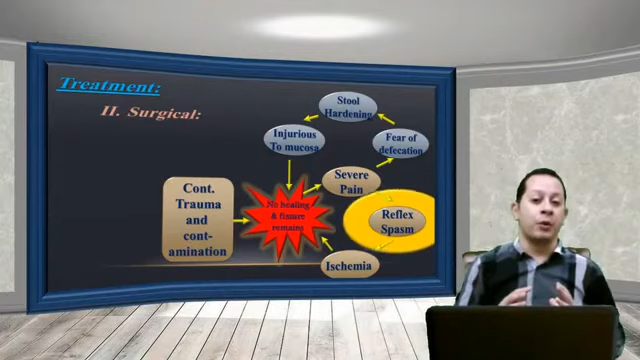 Treatment:
II. Surgical:
Stool
Hardening
Injurious
To mucosa
Fear of
defecation
Severe
Pain
Cont.
Trauma
and
cont-
amination
No healing
& fissure
remains
Reflex
Spasm
Ischemia